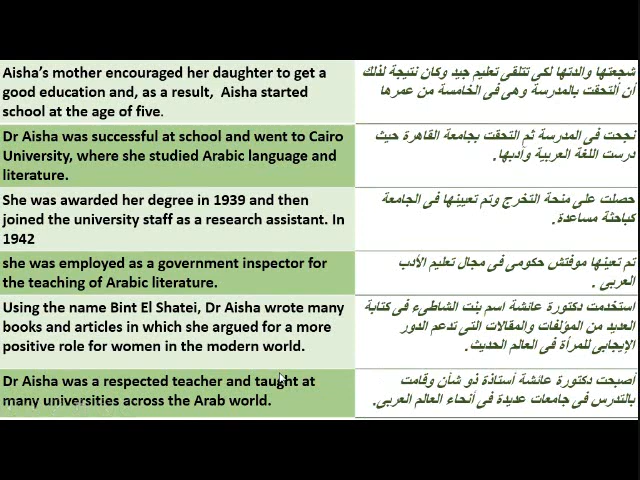 Aisha's mother encouraged her daughter to get a
good education and, as a result, Aisha started
school at the age of five.
شجعتها والدتها لكى تتلقى تعليم جيد وكان نتيجة لذلك
أن ألتحقت بالمدرسة وهى فى الخامسة من عمرها
Dr Aisha was successful at school and went to Cairo
University, where she studied Arabic language and
literature.
نجحت فى المدرسة ثم التحقت بجامعة القاهرة حيث
درست اللغة العربية وأدبها.
She was awarded her degree in 1939 and then
joined the university staff as a research assistant. In
1942
حصلت على منحة التخرج وتم تعيينها فى الجامعة
كباحثة مساعدة.
she was employed as a government inspector for
the teaching of Arabic literature.
تم تعينها موفتش حكومى فى مجال تعليم الأدب
العربى.
Using the name Bint El Shatei, Dr Aisha wrote many
books and articles in which she argued for a more
positive role for women in the modern world.
استخدمت دكتورة عائشة اسم بنت الشاطىء فى كتابة
العديد من المؤلفات والمقالات التى تدعم الدور
الإيجابى للمرأة فى العالم الحديث.
Dr Aisha was a respected teacher and taught at
many universities across the Arab world.
أصبحت دكتورة عائشة أستاذة ذو شأن وقامت
بالتدرس فى جامعات عديدة فى أنحاء العالم العربى.